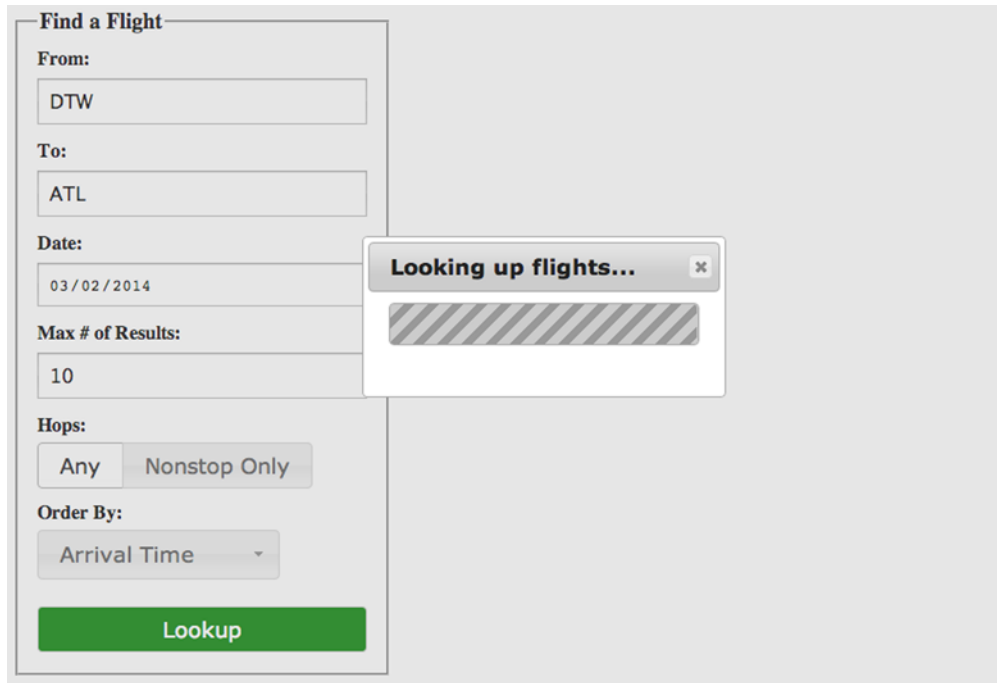 Find a Flight
From:
DTW
To:
ATL
Date:
03/02/2014
Looking up flights...
Max # of Results:
10
Hops:
Any Nonstop Only
Order By:
Arrival Time
Lookup